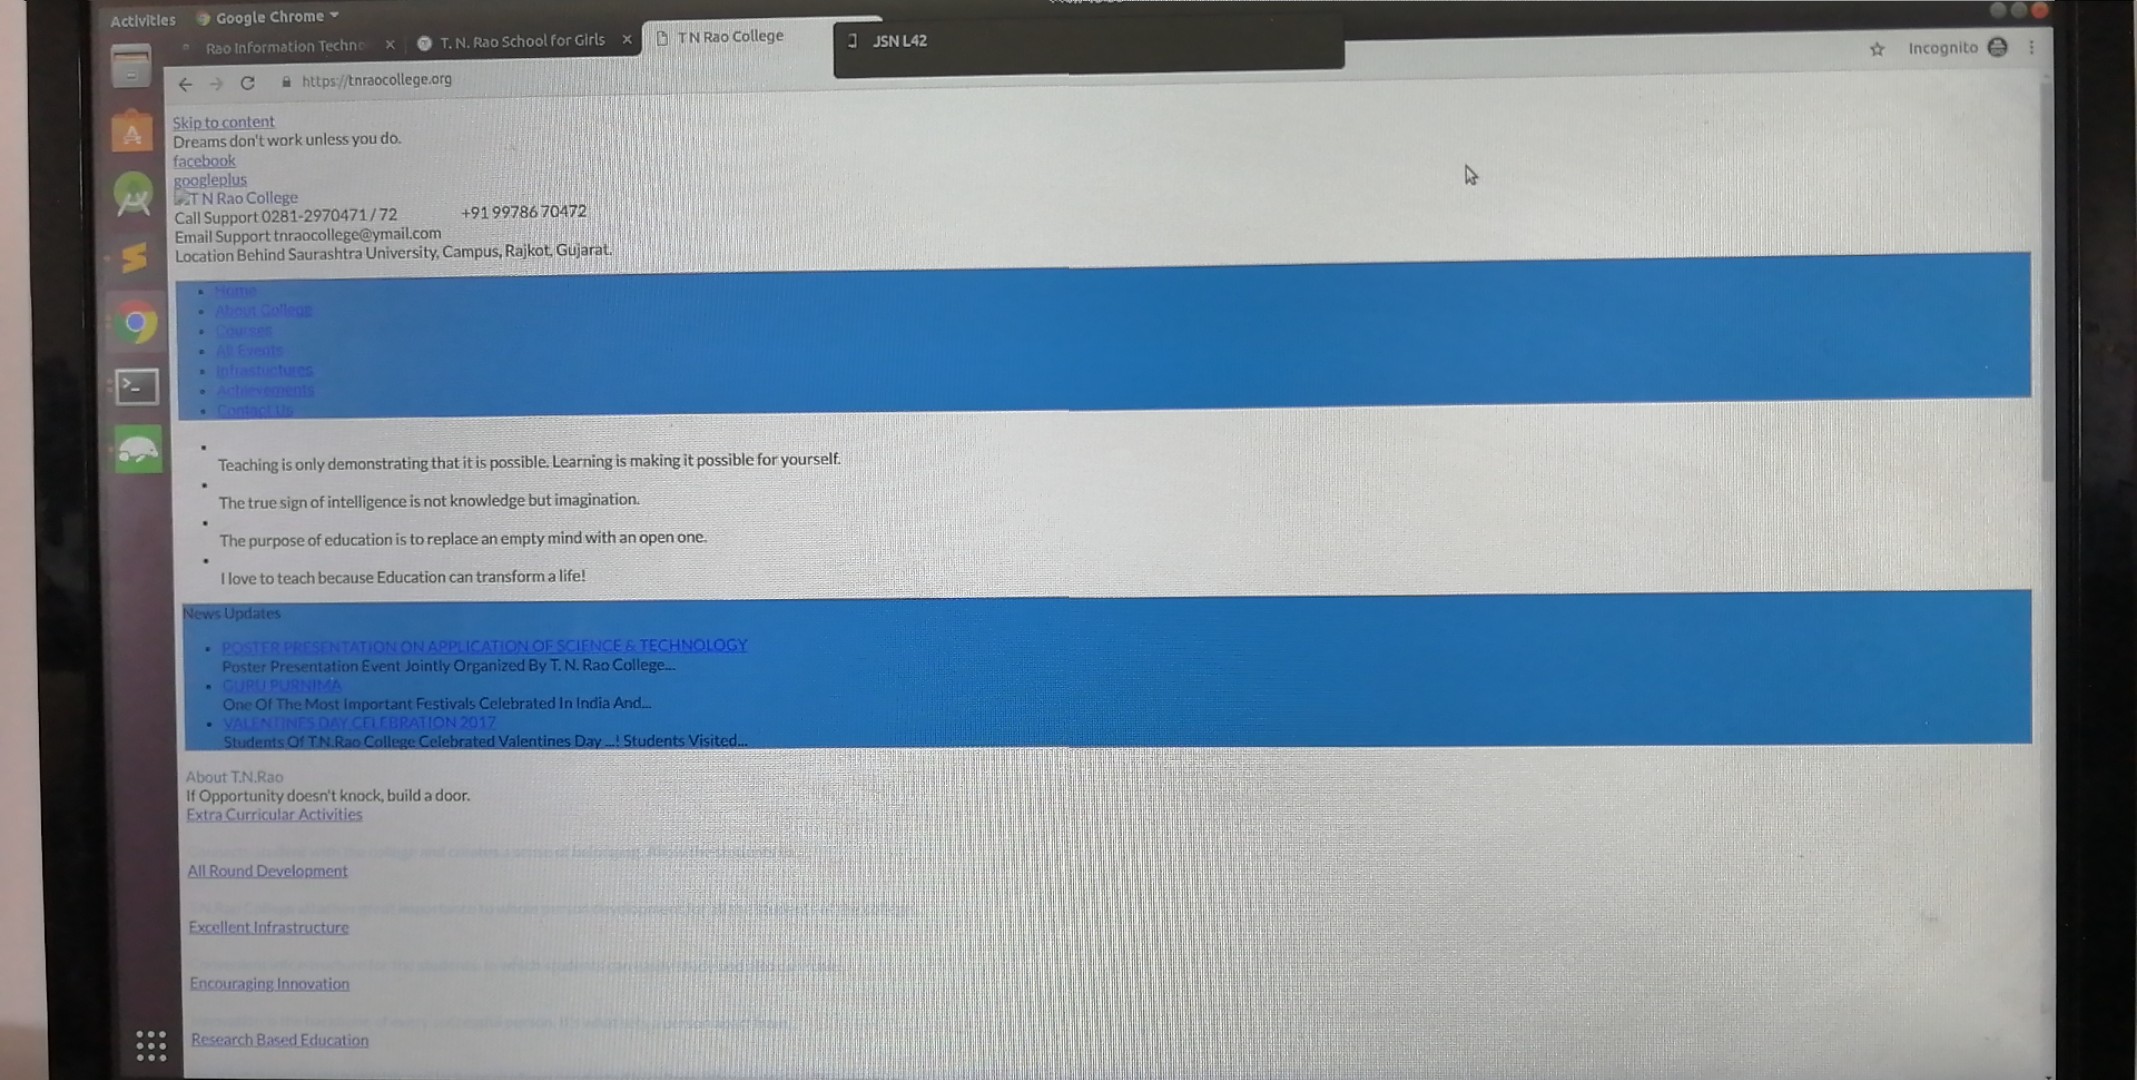 Activities Google Chrome
Rao Information Techno T. N. Rao School for Girls TN Rao College JSN L42
https://tnraocollege.org Incognito
Skip to content
Dreams don't work unless you do.
facebook
googleplus
T N Rao College
Call Support 0281-2970471 / 72 +91 99786 70472
Email Support tnraocollege@ymail.com
Location Behind Saurashtra University, Campus, Rajkot, Gujarat.
Home
About College
Courses
All Events
Infrastuctures
Achievements
Contact Us
Teaching is only demonstrating that it is possible. Learning is making it possible for yourself.
The true sign of intelligence is not knowledge but imagination.
The purpose of education is to replace an empty mind with an open one.
I love to teach because Education can transform a life!
News Updates
POSTER PRESENTATION ON APPLICATION OF SCIENCE & TECHNOLOGY
Poster Presentation Event Jointly Organized By T. N. Rao College...
GURU PURNIMA
One Of The Most Important Festivals Celebrated In India And...
VALENTINES DAY CELEBRATION 2017
Students Of T.N.Rao College Celebrated Valentines Day ...! Students Visited...
About T.N.Rao
If Opportunity doesn't knock, build a door.
Extra Curricular Activities
All Round Development
Excellent Infrastructure
Encouraging Innovation
Research Based Education